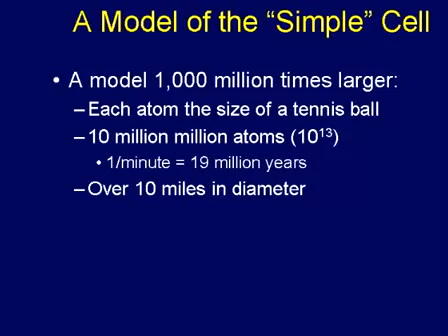 A Model of the “Simple” Cell
• A model 1,000 million times larger:
–Each atom the size of a tennis ball
–10 million million atoms (10¹³)
• 1/minute = 19 million years
–Over 10 miles in diameter